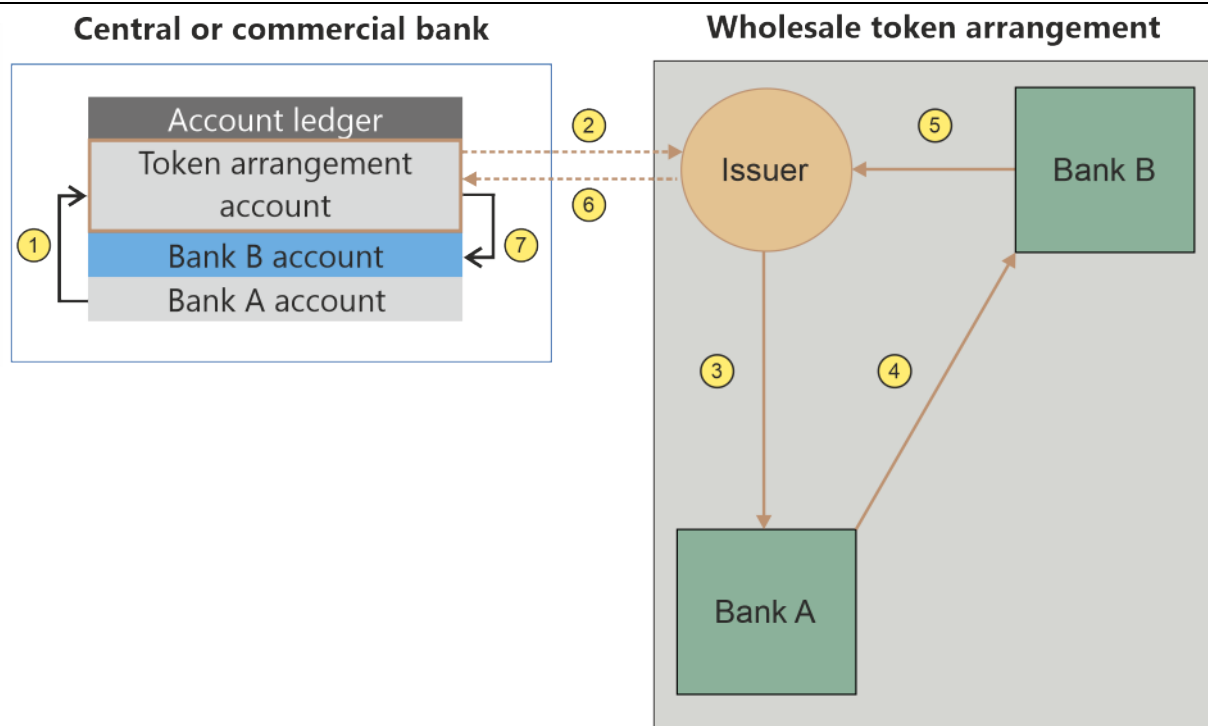 Central or commercial bank
Wholesale token arrangement
Account ledger
Token arrangement
account
Bank B account
Bank A account
1
7
2
6
Issuer
5
Bank B
3
4
Bank A